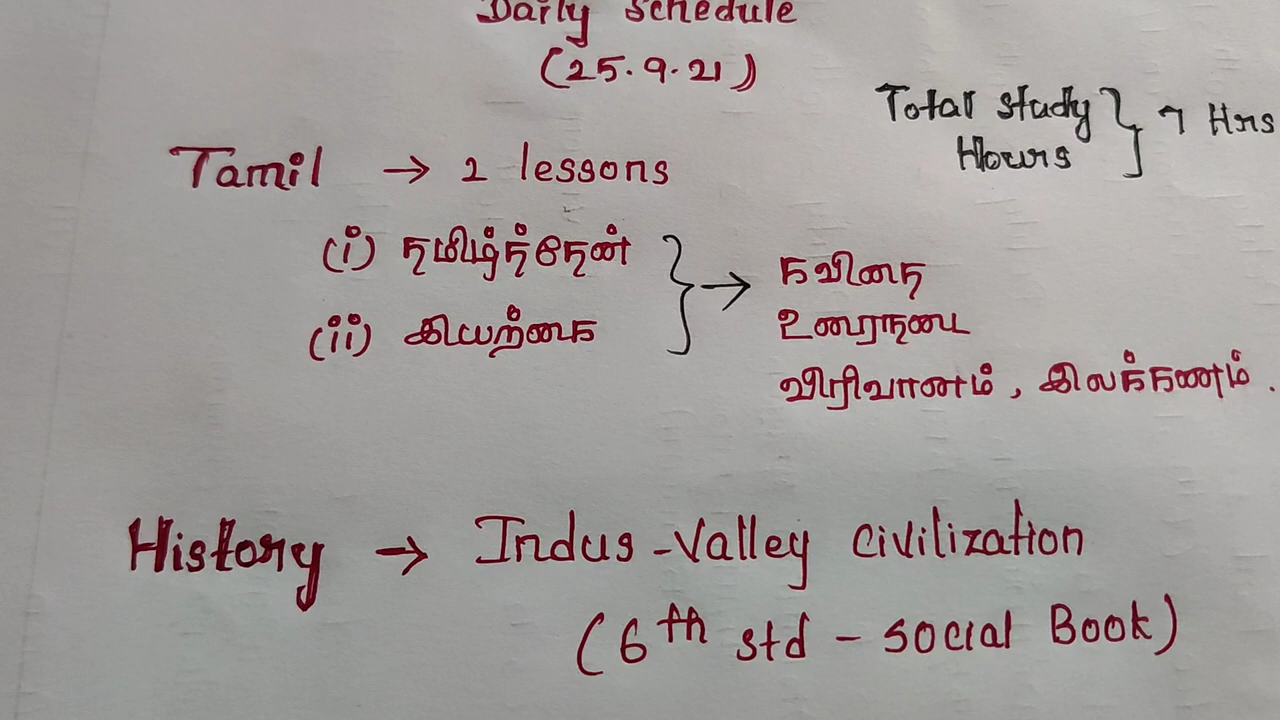 Daily Schedule
(25.9.21)
Total study Hours } 7 Hrs
Tamil → 2 lessons
(i) தமிழ்த்தேன்
(ii) இயற்கை
} → கவிதை
உரைநடை
விரிவானம், இலக்கணம்.
History → Indus-Valley Civilization
(6th std - Social Book)